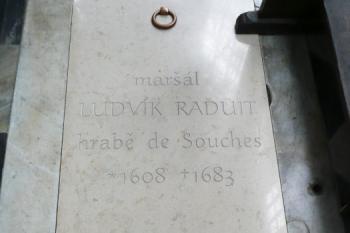 maršál
LUDVÍK RADUIT
hrabě de Souches
*1608 †1683